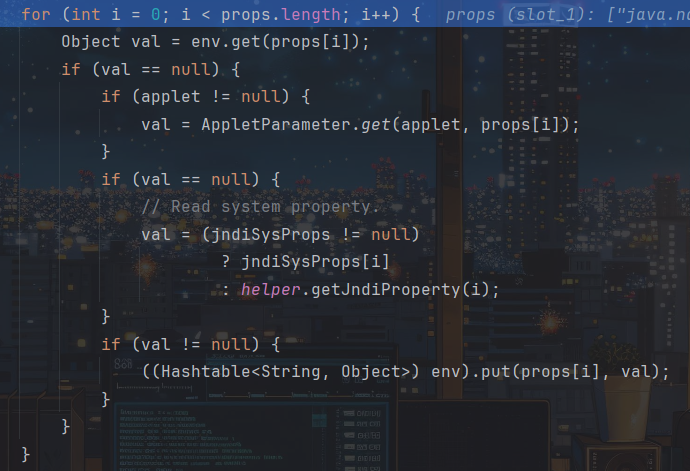 for (int i = 0; i < props.length; i++) {   props (slot_1): ["java.na
    Object val = env.get(props[i]);
    if (val == null) {
        if (applet != null) {
            val = AppletParameter.get(applet, props[i]);
        }
        if (val == null) {
            // Read system property.
            val = (jndiSysProps != null)
                    ? jndiSysProps[i]
                    : helper.getJndiProperty(i);
        }
        if (val != null) {
            ((Hashtable<String, Object>) env).put(props[i], val);
        }
    }
}